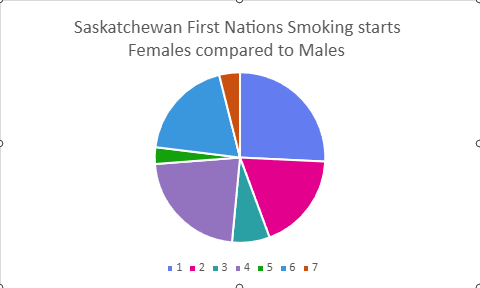 Saskatchewan First Nations Smoking starts
Females compared to Males
1 2 3 4 5 6 7